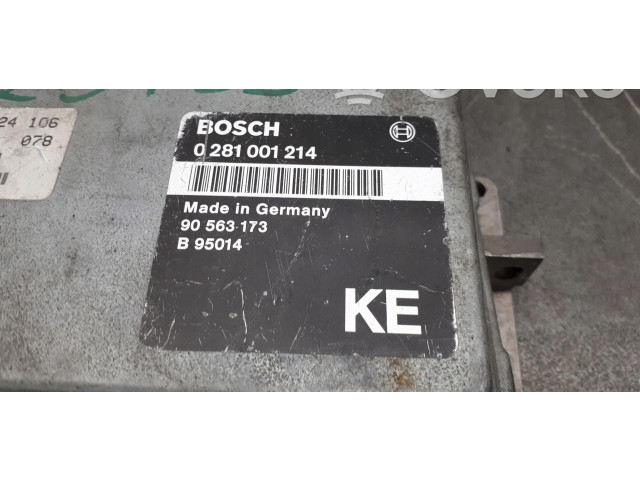 24 106
078
BOSCH
0 281 001 214
Made in Germany
90 563 173
B 95014
KE